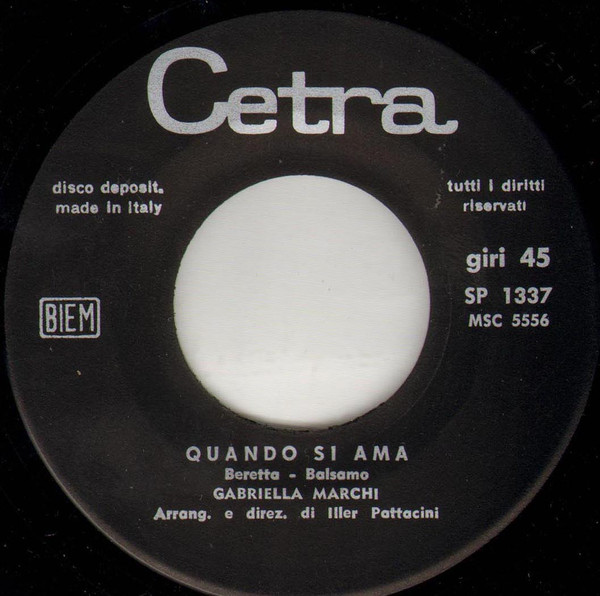 Cetra
disco deposit.
made in Italy
tutti i diritti
riservati
giri 45
SP 1337
MSC 5556
BIEM
QUANDO SI AMA
Beretta - Balsamo
GABRIELLA MARCHI
Arrang. e direz. di Iller Pattacini